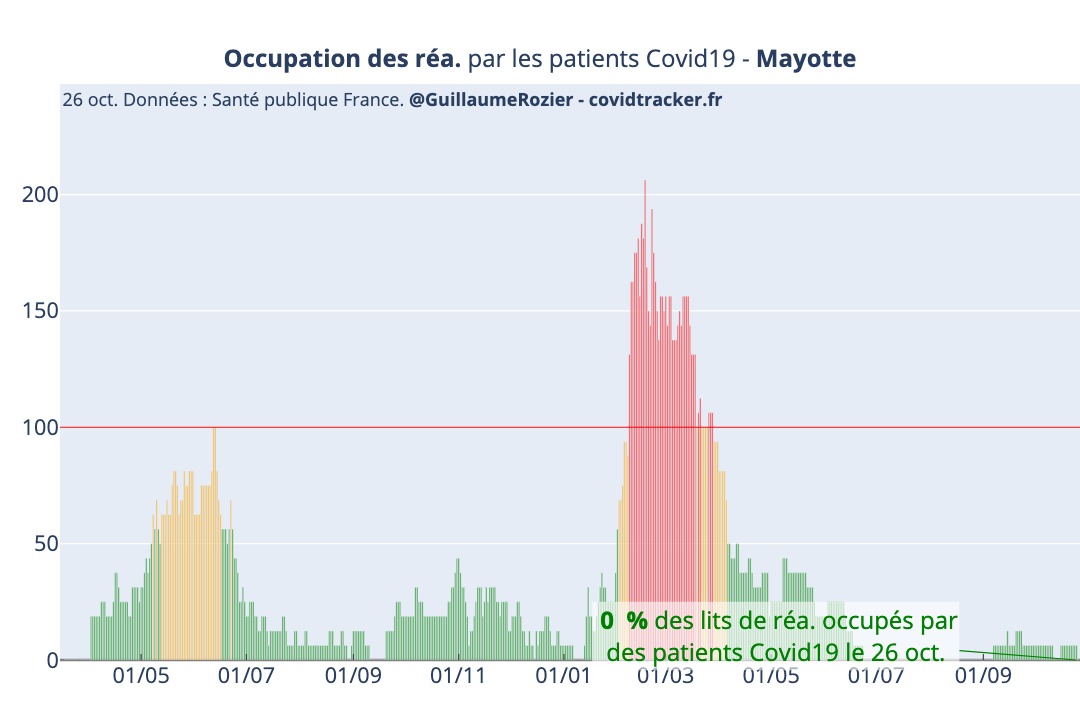 Occupation des réa. par les patients Covid19 - Mayotte
26 oct. Données : Santé publique France. @GuillaumeRozier - covidtracker.fr
200
150
100
50
0
0 % des lits de réa. occupés par
des patients Covid19 le 26 oct.
01/05 01/07 01/09 01/11 01/01 01/03 01/05 01/07 01/09